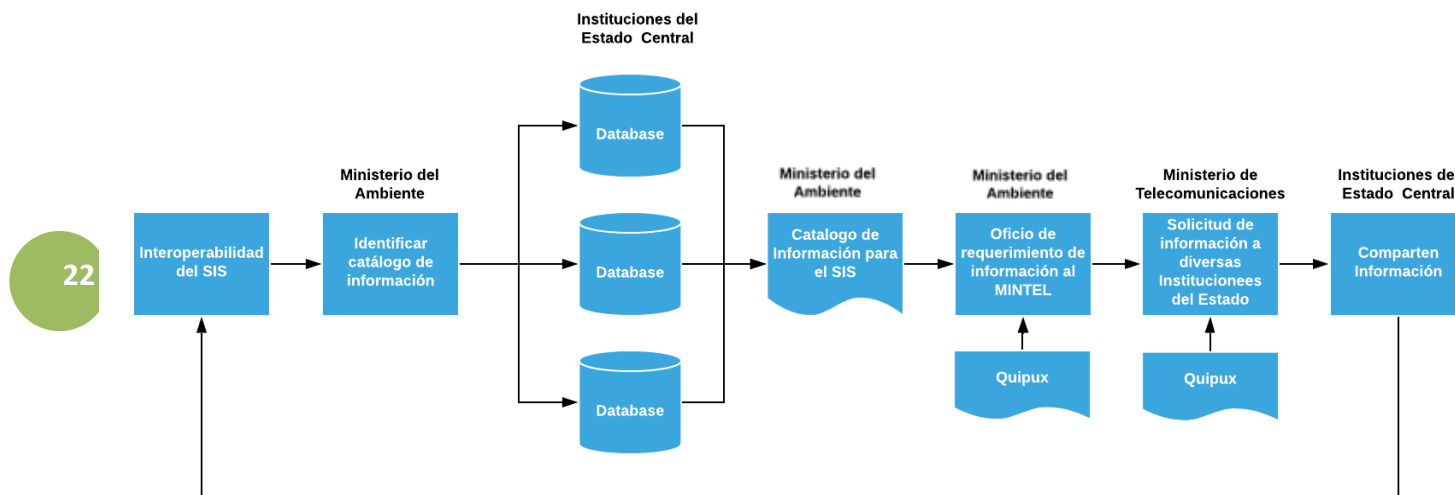 22
Interoperabilidad
del SIS
Ministerio del
Ambiente
Identificar
catálogo de
información
Instituciones del
Estado Central
Database
Database
Database
Ministerio del
Ambiente
Catalogo de
Información para
el SIS
Ministerio del
Ambiente
Oficio de
requerimiento de
información al
MINTEL
Quipux
Ministerio de
Telecomunicaciones
Solicitud de
información a
diversas
Institucionees
del Estado
Quipux
Instituciones de
Estado Central
Comparten
Información